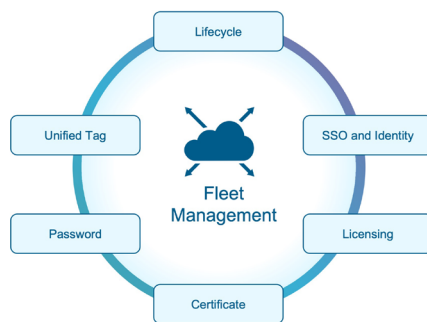 Lifecycle
Unified Tag
SSO and Identity
Fleet
Management
Password
Licensing
Certificate